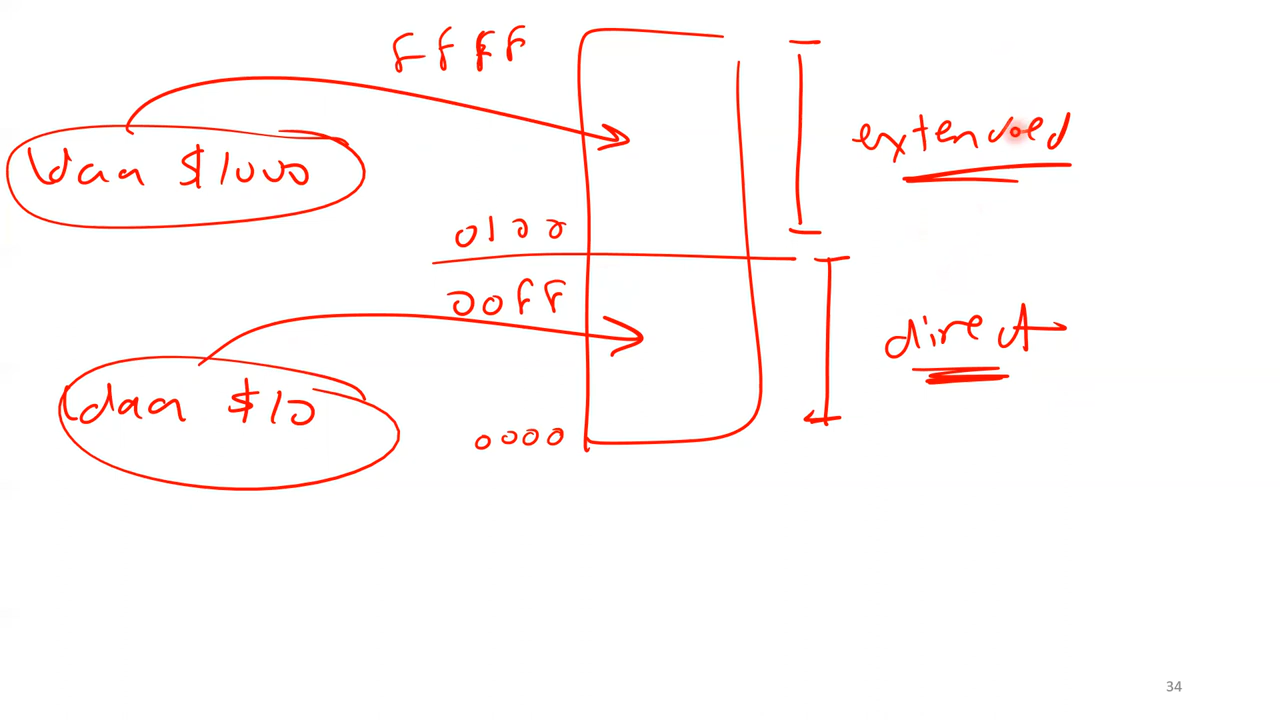 FFFF
extended
ldaa $1000
0100
00FF
direct
ldaa $10
0000
34